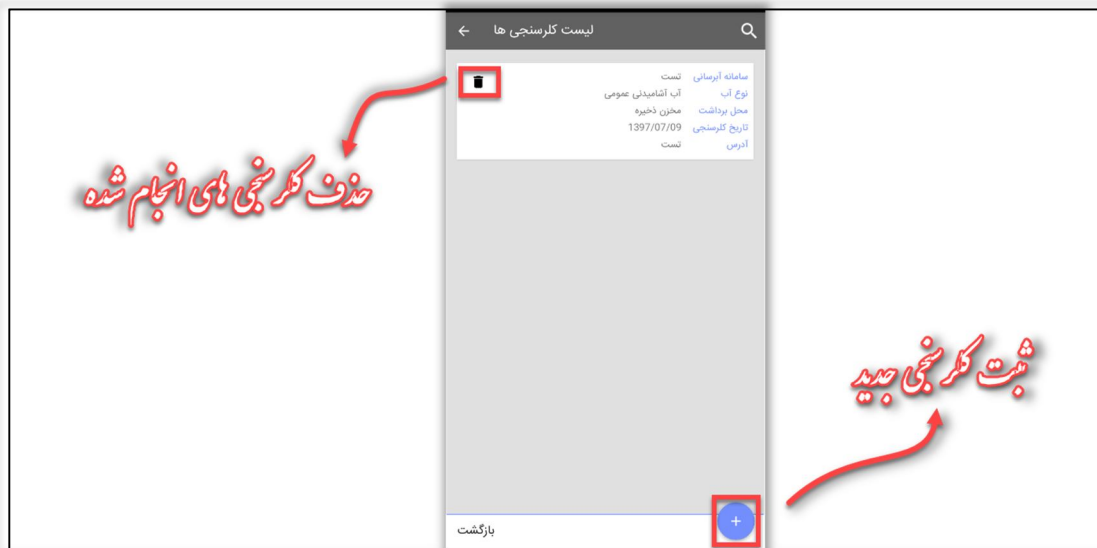 لیست کلرسنجی ها
سامانه آبرسانی تست
نوع آب آب آشامیدنی عمومی
محل برداشت مخزن ذخیره
تاریخ کلرسنجی 1397/07/09
آدرس تست
حذف کلرسنجی های انجام شده
ثبت کلرسنجی جدید
بازگشت